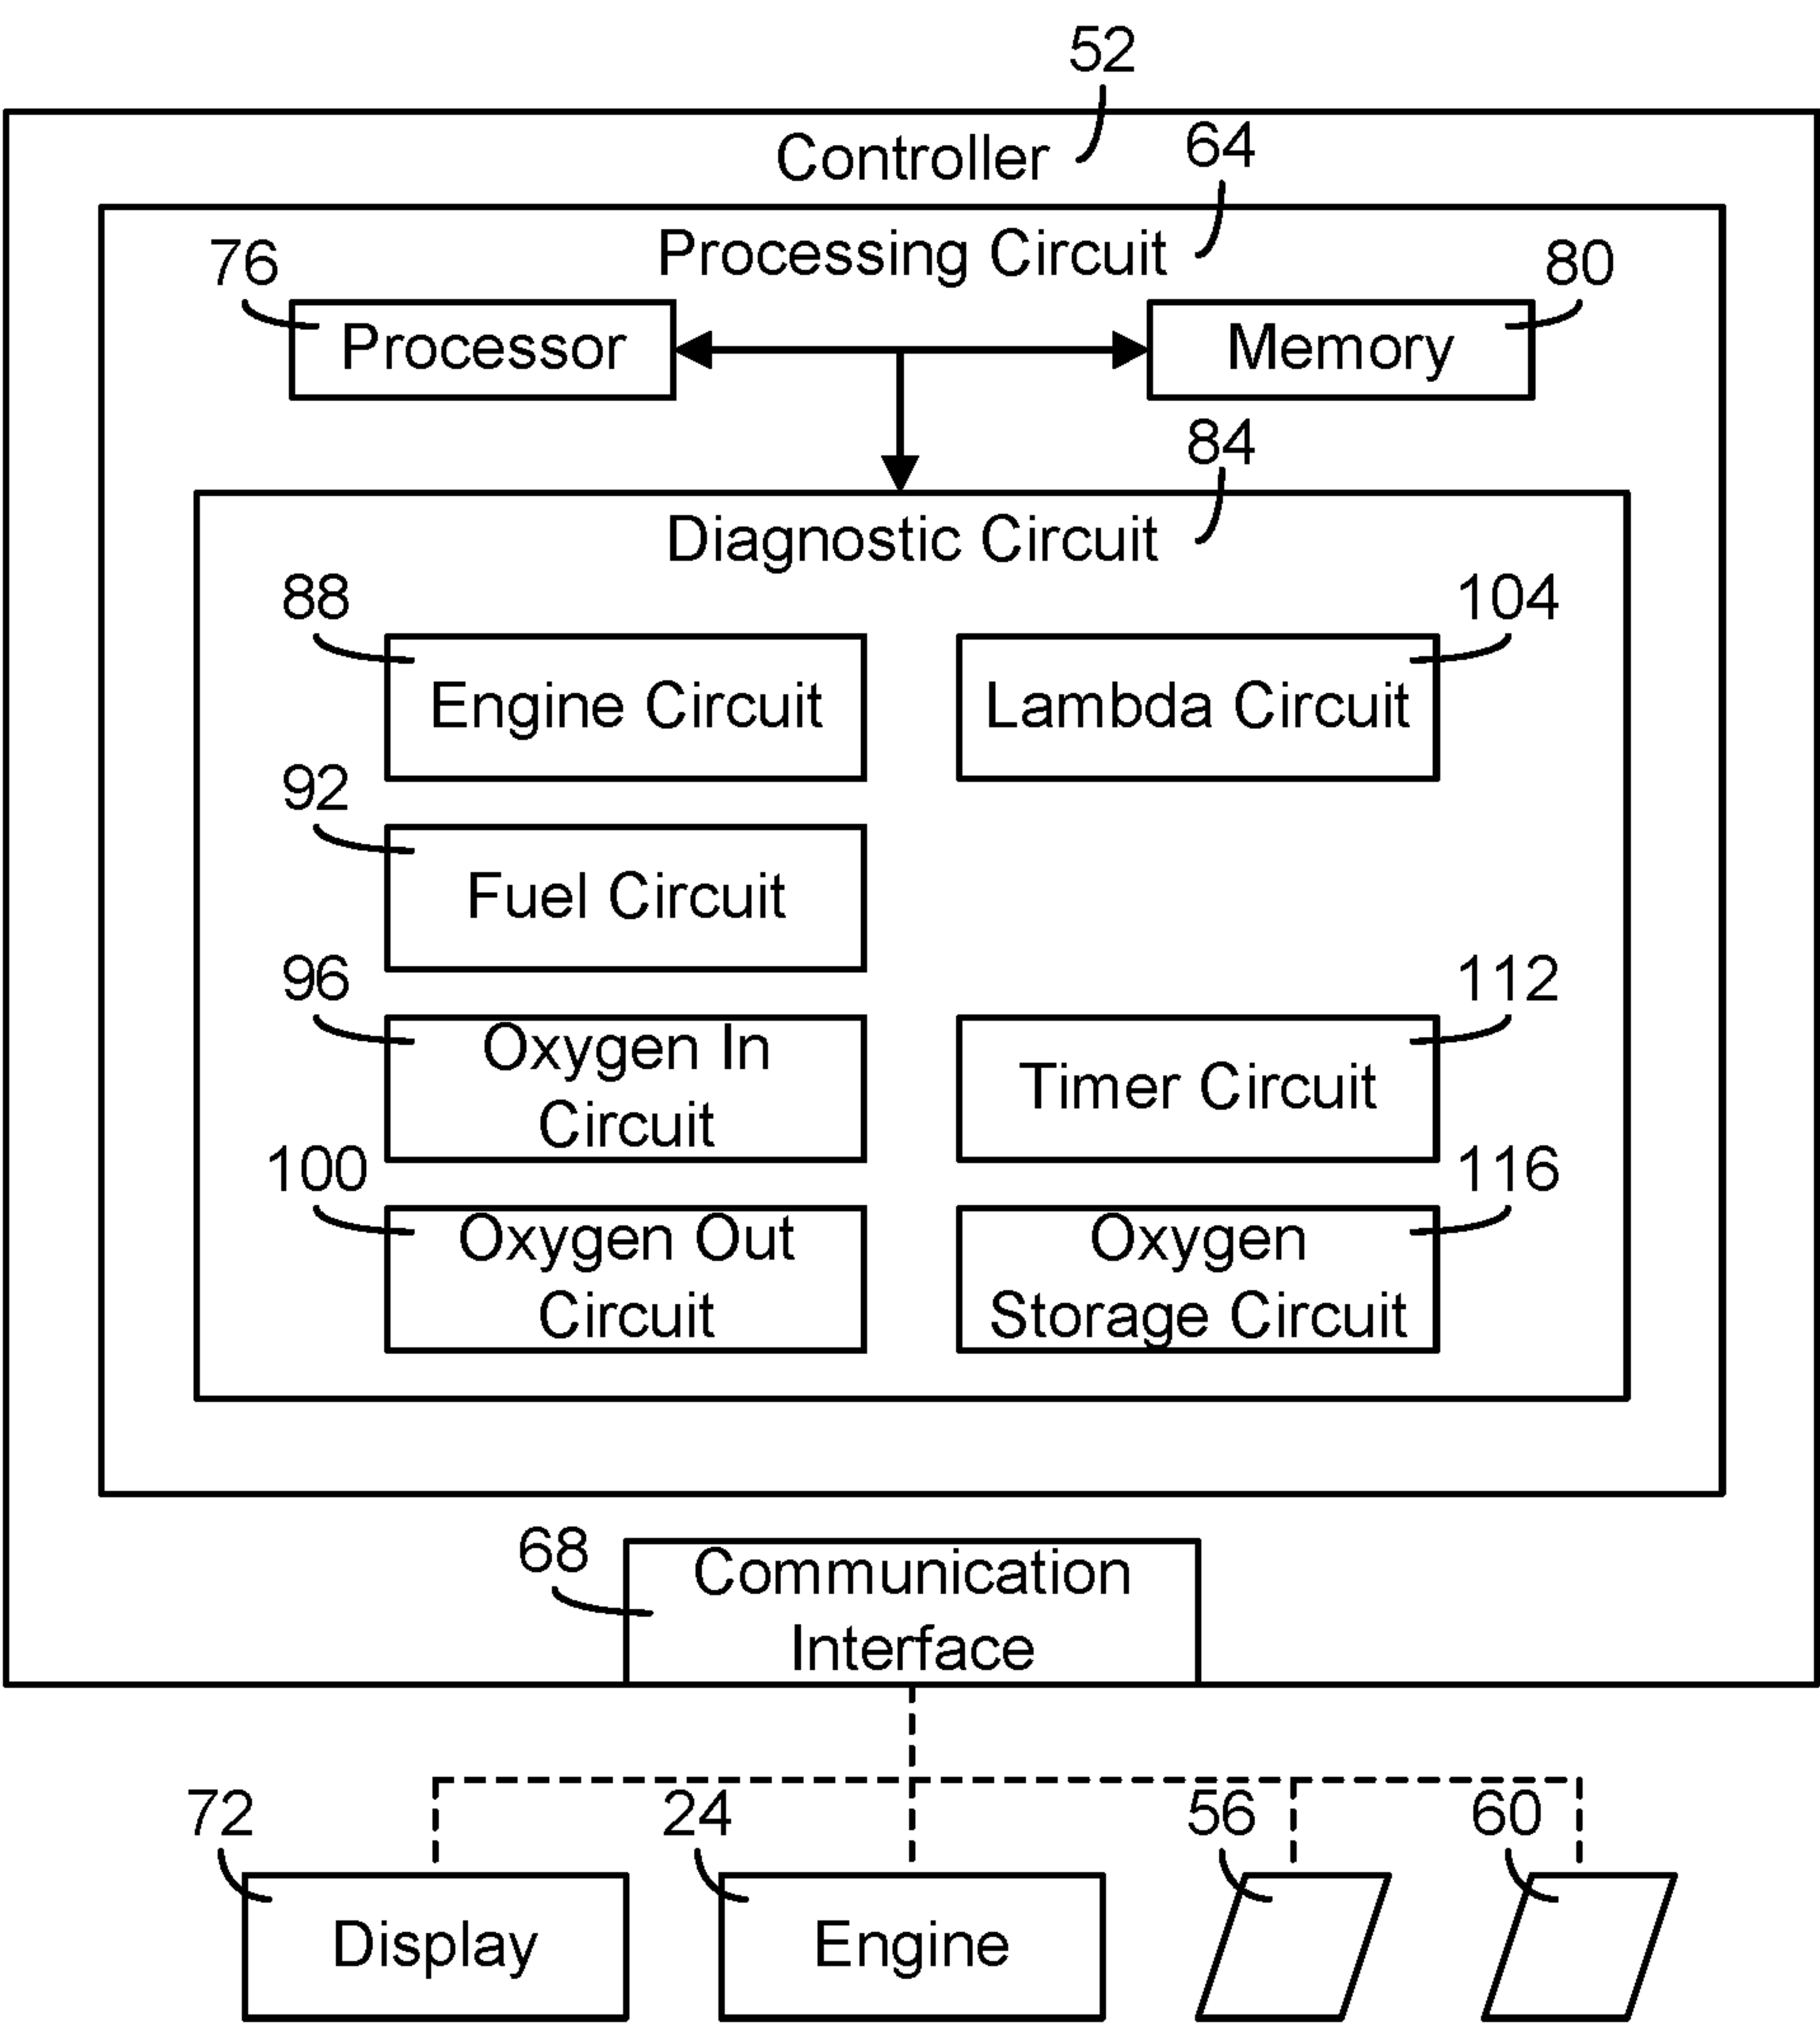 52
Controller
64
Processing Circuit
76
80
Processor
Memory
84
Diagnostic Circuit
88
104
Engine Circuit
Lambda Circuit
92
Fuel Circuit
96
112
Oxygen In
Circuit
Timer Circuit
100
116
Oxygen Out
Circuit
Oxygen
Storage Circuit
68
Communication
Interface
72
24
56
60
Display
Engine